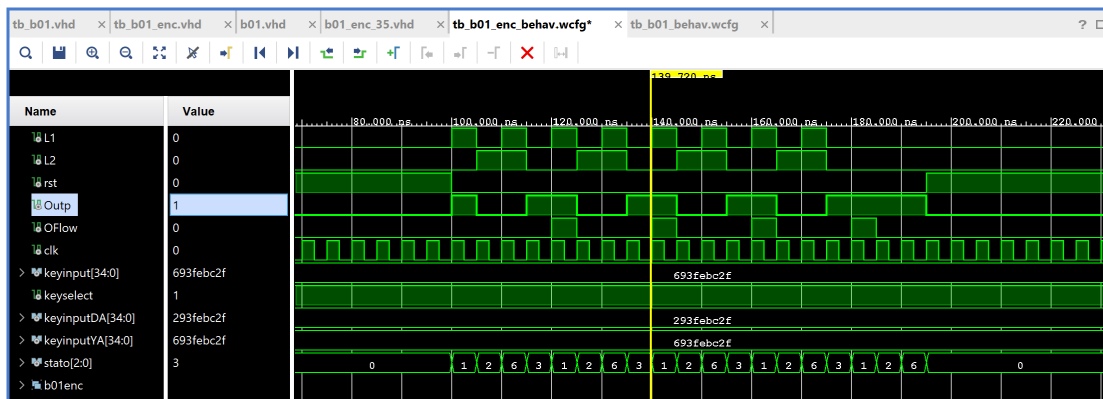 tb_b01.vhd × tb_b01_enc.vhd × b01.vhd × b01_enc_35.vhd × tb_b01_enc_behav.wcfg* × tb_b01_behav.wcfg × ?
139.720 ns
Name Value
80.000 ns 100.000 ns 120.000 ns 140.000 ns 160.000 ns 180.000 ns 200.000 ns 220.000
L1 0
L2 0
rst 0
Outp 1
OFlow 0
clk 0
keyinput[34:0] 693febc2f 693febc2f
keyselect 1
keyinputDA[34:0] 293febc2f 293febc2f
keyinputYA[34:0] 693febc2f 693febc2f
stato[2:0] 3 0 1 2 6 3 1 2 6 3 1 2 6 3 1 2 6 3 1 2 6 0
b01enc